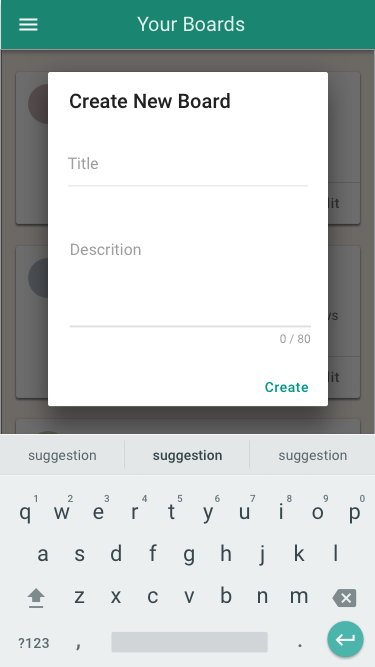 Your Boards
Create New Board
Title
Descrition
0 / 80
Create
lit
vs
lit
suggestion suggestion suggestion
1 2 3 4 5 6 7 8 9 0
q w e r t y u i o p
a s d f g h j k l
z x c v b n m
?123 , .